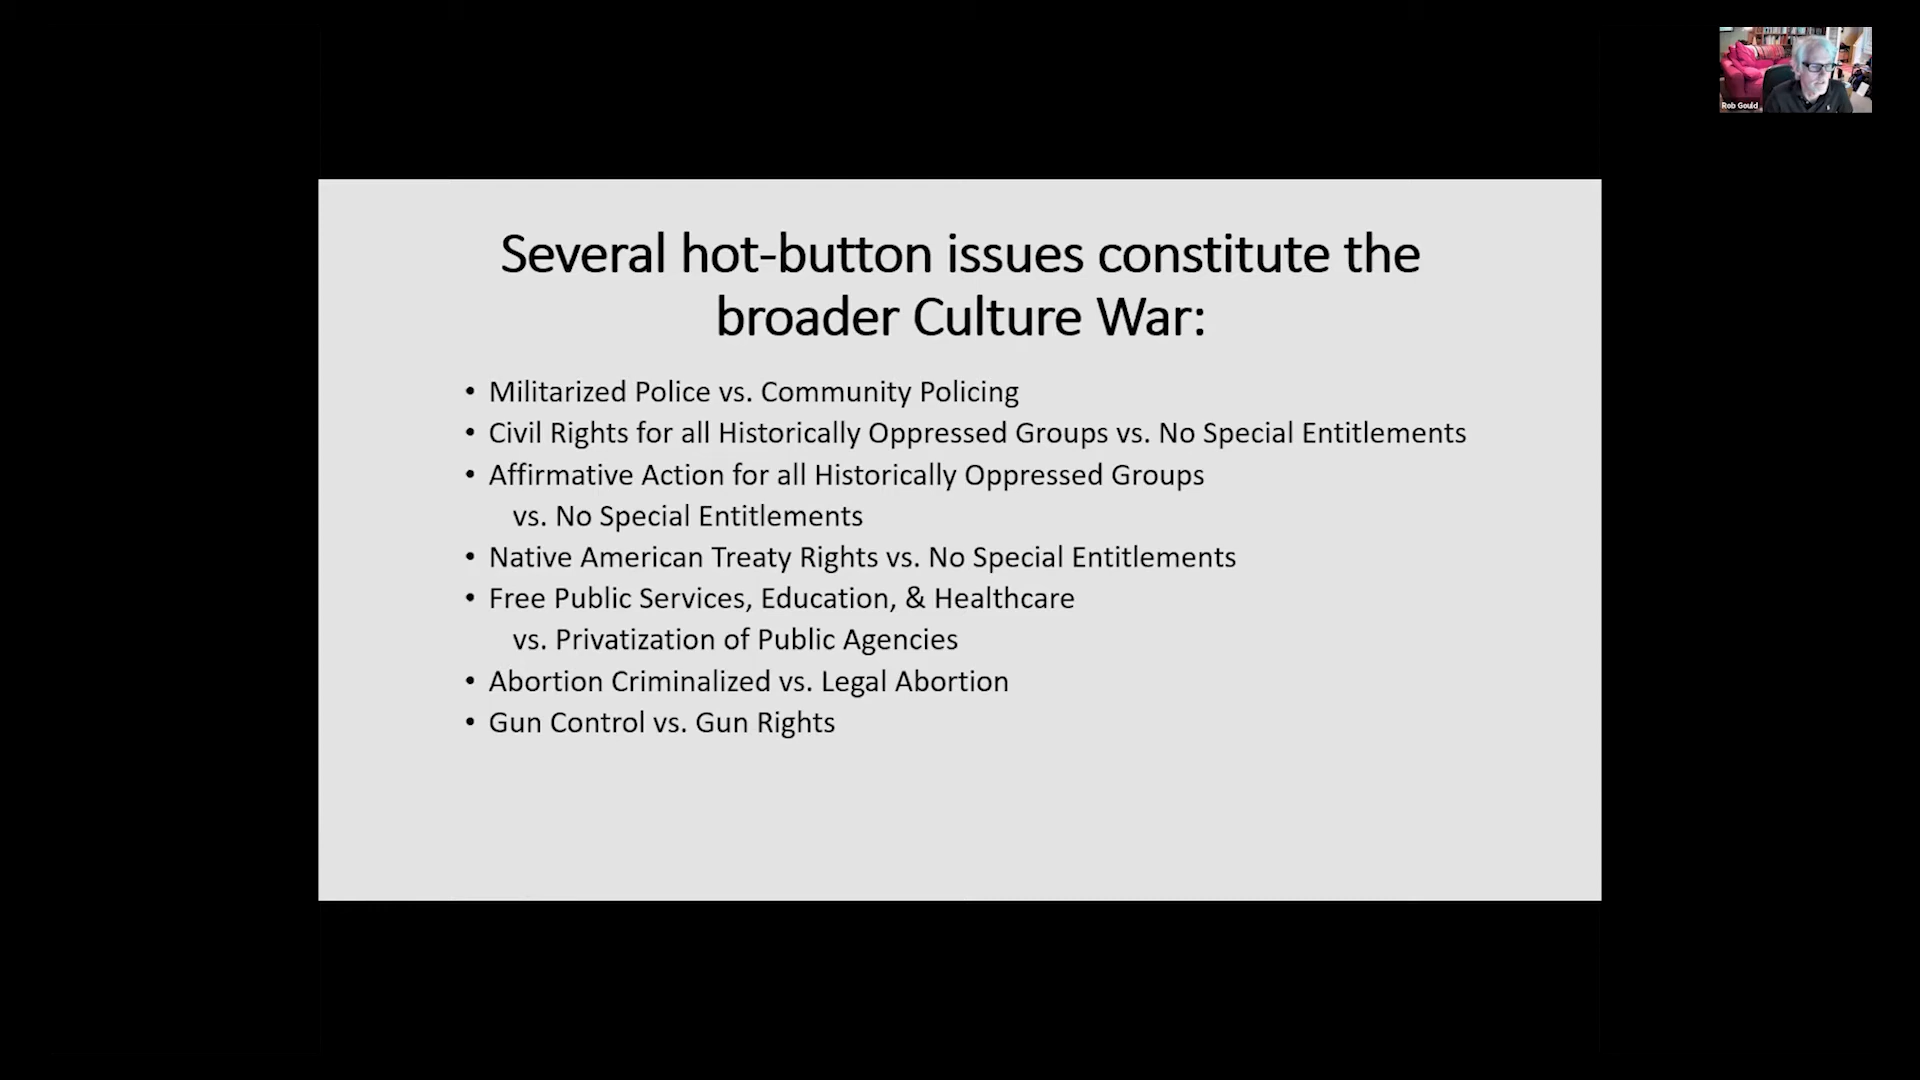 Rob Gould
Several hot-button issues constitute the
broader Culture War:
• Militarized Police vs. Community Policing
• Civil Rights for all Historically Oppressed Groups vs. No Special Entitlements
• Affirmative Action for all Historically Oppressed Groups
vs. No Special Entitlements
• Native American Treaty Rights vs. No Special Entitlements
• Free Public Services, Education, & Healthcare
vs. Privatization of Public Agencies
• Abortion Criminalized vs. Legal Abortion
• Gun Control vs. Gun Rights